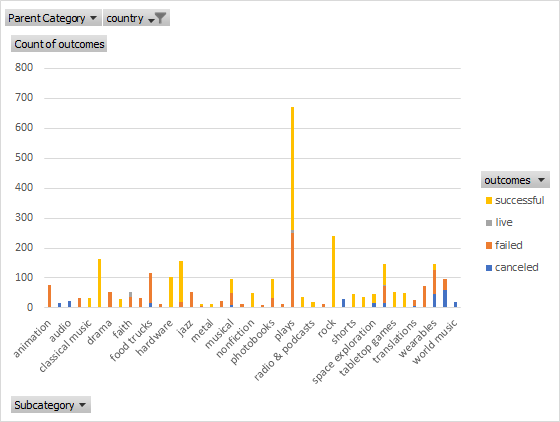 Parent Category
country
Count of outcomes
800
700
600
500
400
300
200
100
0
animation
audio
classical music
drama
faith
food trucks
hardware
jazz
metal
musical
nonfiction
photobooks
plays
radio & podcasts
rock
shorts
space exploration
tabletop games
translations
wearables
world music
outcomes
successful
live
failed
canceled
Subcategory